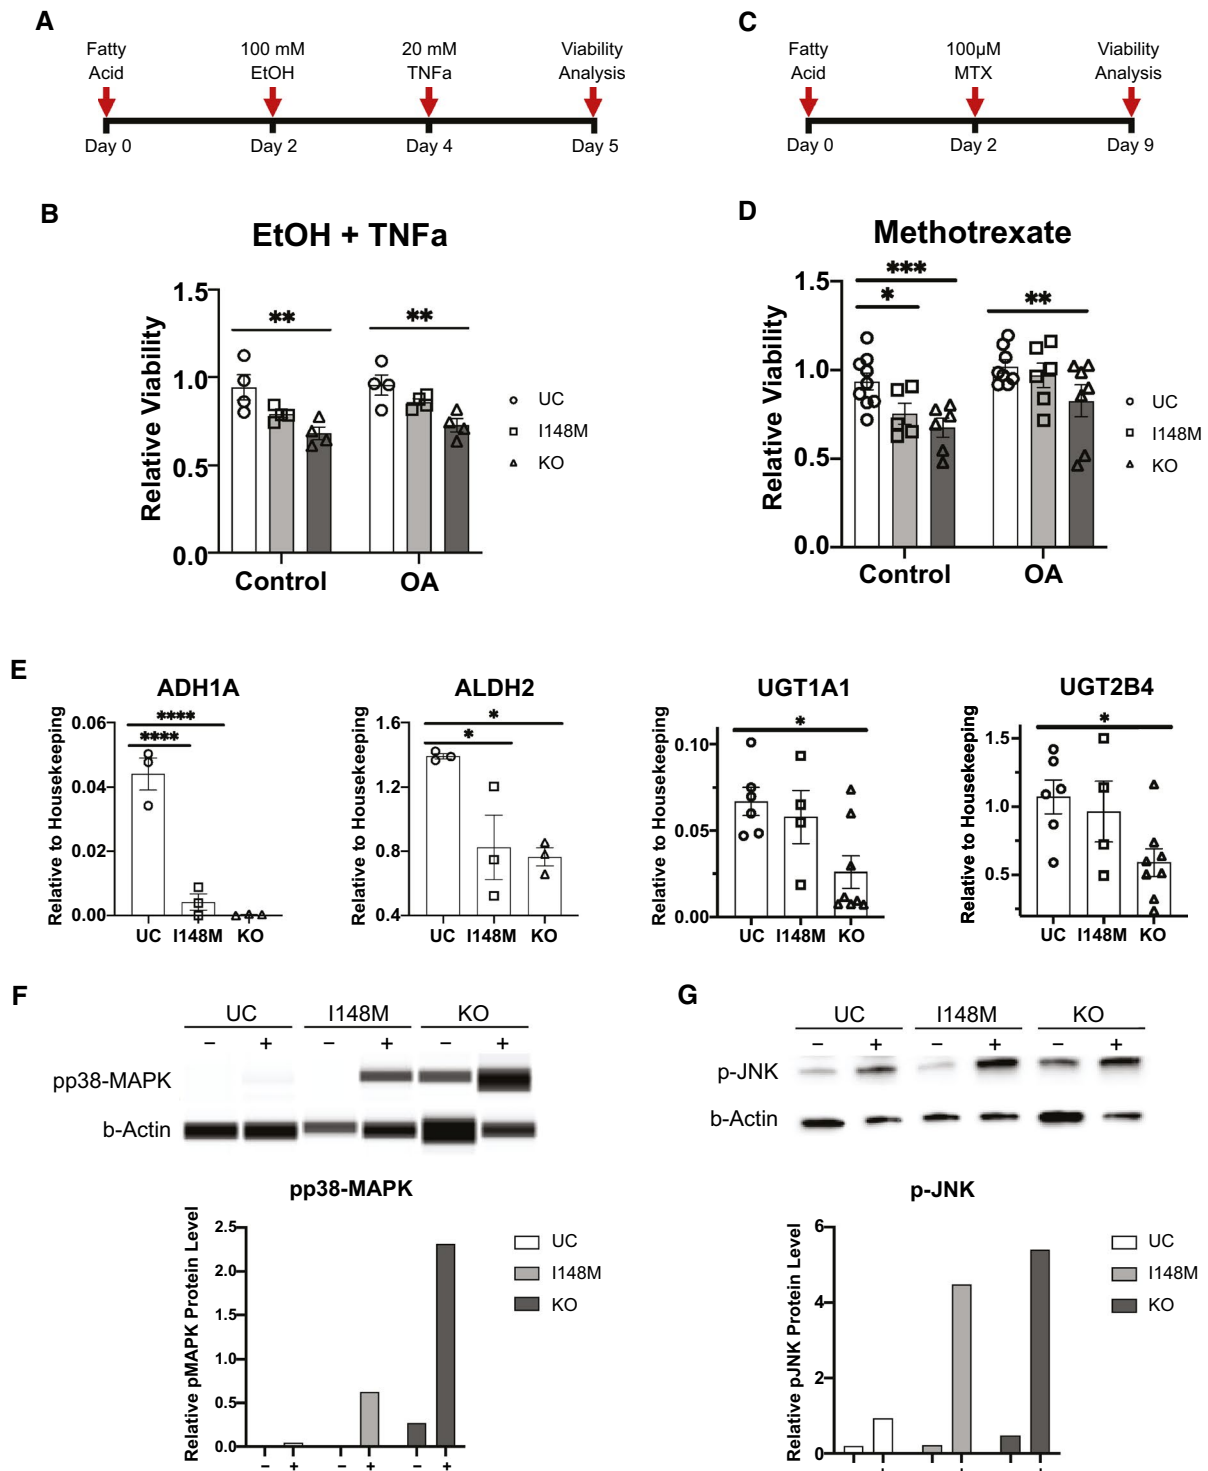 A
Fatty Acid
100 mM EtOH
20 mM TNFa
Viability Analysis
Day 0
Day 2
Day 4
Day 5
C
Fatty Acid
100µM MTX
Viability Analysis
Day 0
Day 2
Day 9
B
EtOH + TNFa
Relative Viability
1.5
1.0
0.5
0.0
**
**
Control
OA
UC
I148M
KO
D
Methotrexate
Relative Viability
1.5
1.0
0.5
0.0
***
*
**
Control
OA
UC
I148M
KO
E
ADH1A
Relative to Housekeeping
0.06
0.04
0.02
0.00
****
****
UC I148M KO
ALDH2
Relative to Housekeeping
1.6
1.2
0.8
0.4
*
*
UC I148M KO
UGT1A1
Relative to Housekeeping
0.10
0.05
0.00
*
UC I148M KO
UGT2B4
Relative to Housekeeping
1.5
1.0
0.5
*
UC I148M KO
F
UC I148M KO
− + − + − +
pp38-MAPK
b-Actin
pp38-MAPK
Relative pMAPK Protein Level
2.5
2.0
1.5
1.0
0.5
0.0
− + − + − +
UC
I148M
KO
G
UC I148M KO
− + − + − +
p-JNK
b-Actin
p-JNK
Relative pJNK Protein Level
6
4
2
0
UC
I148M
KO